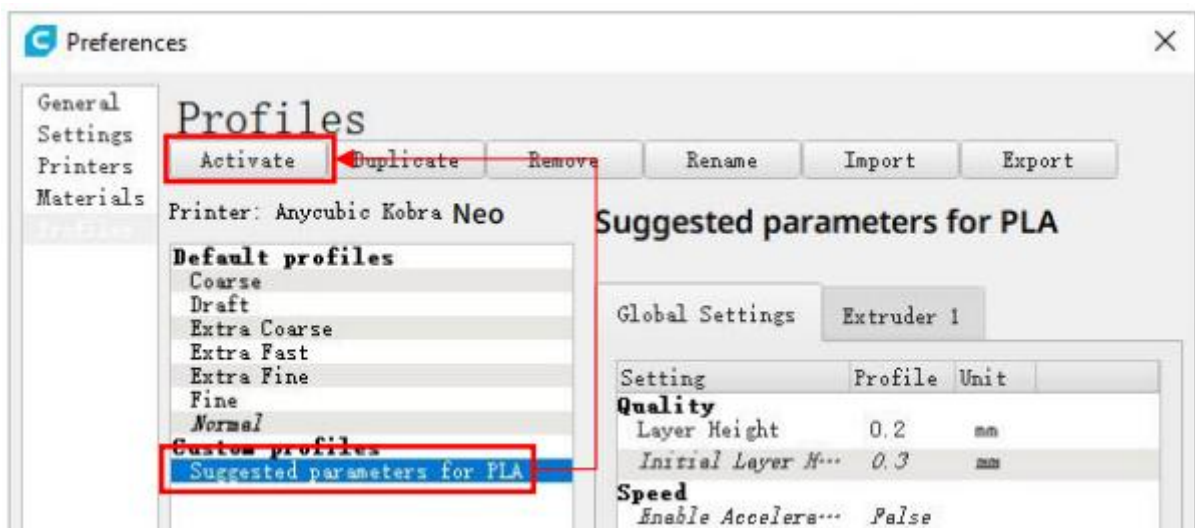 Preferences
General
Settings
Printers
Materials
Profiles
Profiles
Activate Duplicate Remove Rename Import Export
Printer: Anycubic Kobra Neo
Suggested parameters for PLA
Default profiles
Coarse
Draft
Extra Coarse
Extra Fast
Extra Fine
Fine
Normal
Custom profiles
Suggested parameters for PLA
Global Settings Extruder 1
Setting Profile Unit
Quality
Layer Height 0.2 mm
Initial Layer H... 0.3 mm
Speed
Enable Accelera... False